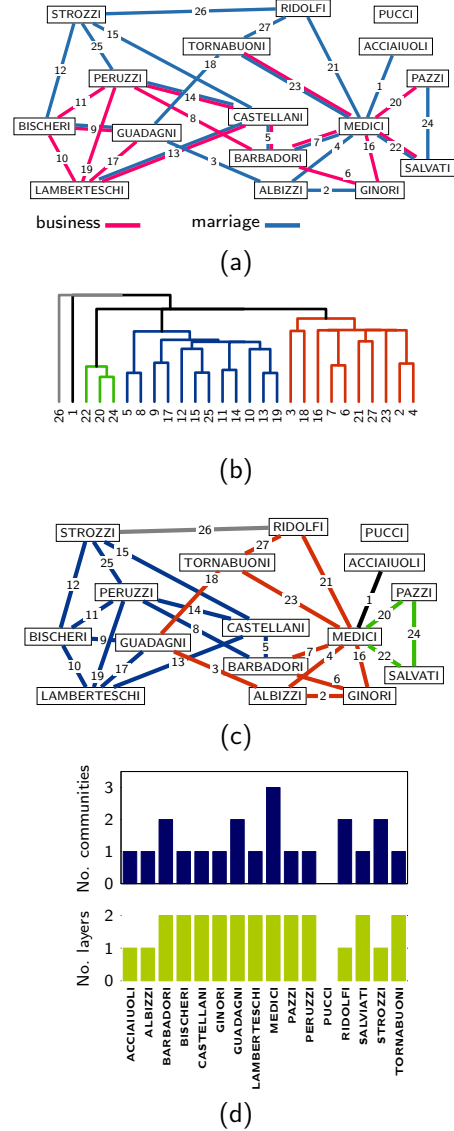 STROZZI 26 RIDOLFI PUCCI
15 27
TORNABUONI ACCIAIUOLI
25 18
12 21
PERUZZI 23 1 PAZZI
14 20
11 8 CASTELLANI
BISCHERI 9 GUADAGNI MEDICI 24
5 7 4
10 19 17 13 BARBADORI 16 22
3 SALVATI
6
LAMBERTESCHI ALBIZZI 2 GINORI
business marriage
(a)
26 1 22 20 24 5 8 9 17 12 15 25 11 14 10 13 19 3 18 16 7 6 21 27 23 2 4
(b)
STROZZI 26 RIDOLFI PUCCI
15 27
25 TORNABUONI ACCIAIUOLI
12 18 21
PERUZZI 23 1 PAZZI
14 20
11 8 CASTELLANI
BISCHERI 9 GUADAGNI MEDICI 24
5 7 4
10 19 17 13 BARBADORI 16 22
3 SALVATI
6
LAMBERTESCHI ALBIZZI 2 GINORI
(c)
No. communities
3
2
1
0
No. layers
2
1
0
ACCIAIUOLI
ALBIZZI
BARBADORI
BISCHERI
CASTELLANI
GINORI
GUADAGNI
LAMBERTESCHI
MEDICI
PAZZI
PERUZZI
PUCCI
RIDOLFI
SALVIATI
STROZZI
TORNABUONI
(d)